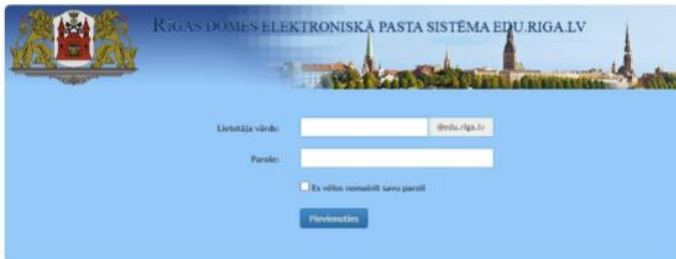 RĪGAS DOMES ELEKTRONISKĀ PASTA SISTĒMA EDU.RIGA.LV
Lietotāja vārds:
@edu.riga.lv
Parole:
Es vēlos nomainīt savu paroli
Pievienoties